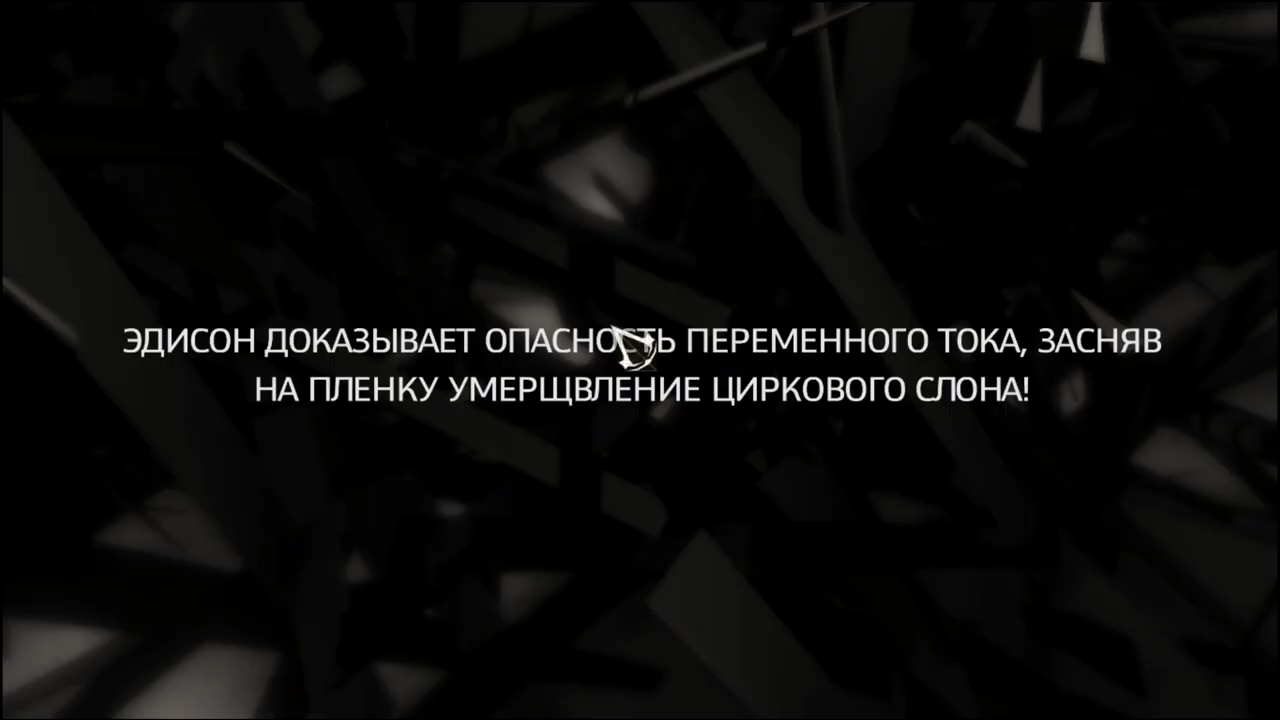 ЭДИСОН ДОКАЗЫВАЕТ ОПАСНОСТЬ ПЕРЕМЕННОГО ТОКА, ЗАСНЯВ
НА ПЛЕНКУ УМЕРЩВЛЕНИЕ ЦИРКОВОГО СЛОНА!